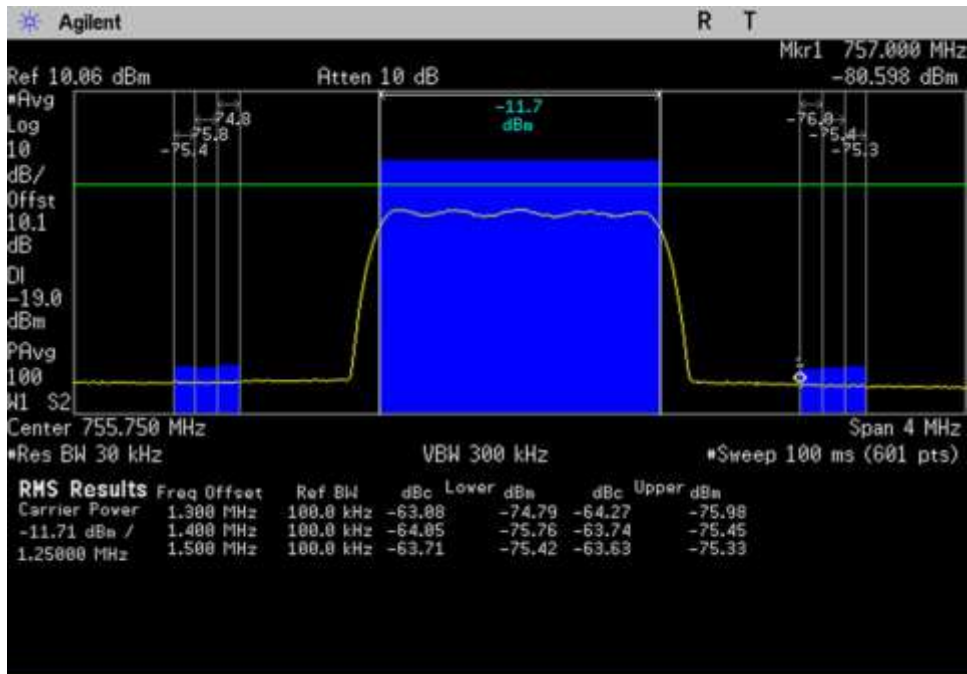 Agilent R T
Mkr1 757.000 MHz
Ref 10.06 dBm Atten 10 dB -80.598 dBm
#Avg
Log
10
dB/
Offst
10.1
dB
DI
-19.0
dBm
PAvg
100
W1 S2
-11.7
dBm
-74.8
-75.8
-75.4
-76.0
-75.4
-75.3
Center 755.750 MHz Span 4 MHz
#Res BW 30 kHz VBW 300 kHz #Sweep 100 ms (601 pts)
RMS Results Freq Offset Ref BW dBc Lower dBm dBc Upper dBm
Carrier Power 1.300 MHz 100.0 kHz -63.08 -74.79 -64.27 -75.98
-11.71 dBm / 1.400 MHz 100.0 kHz -64.05 -75.76 -63.74 -75.45
1.25000 MHz 1.500 MHz 100.0 kHz -63.71 -75.42 -63.63 -75.33